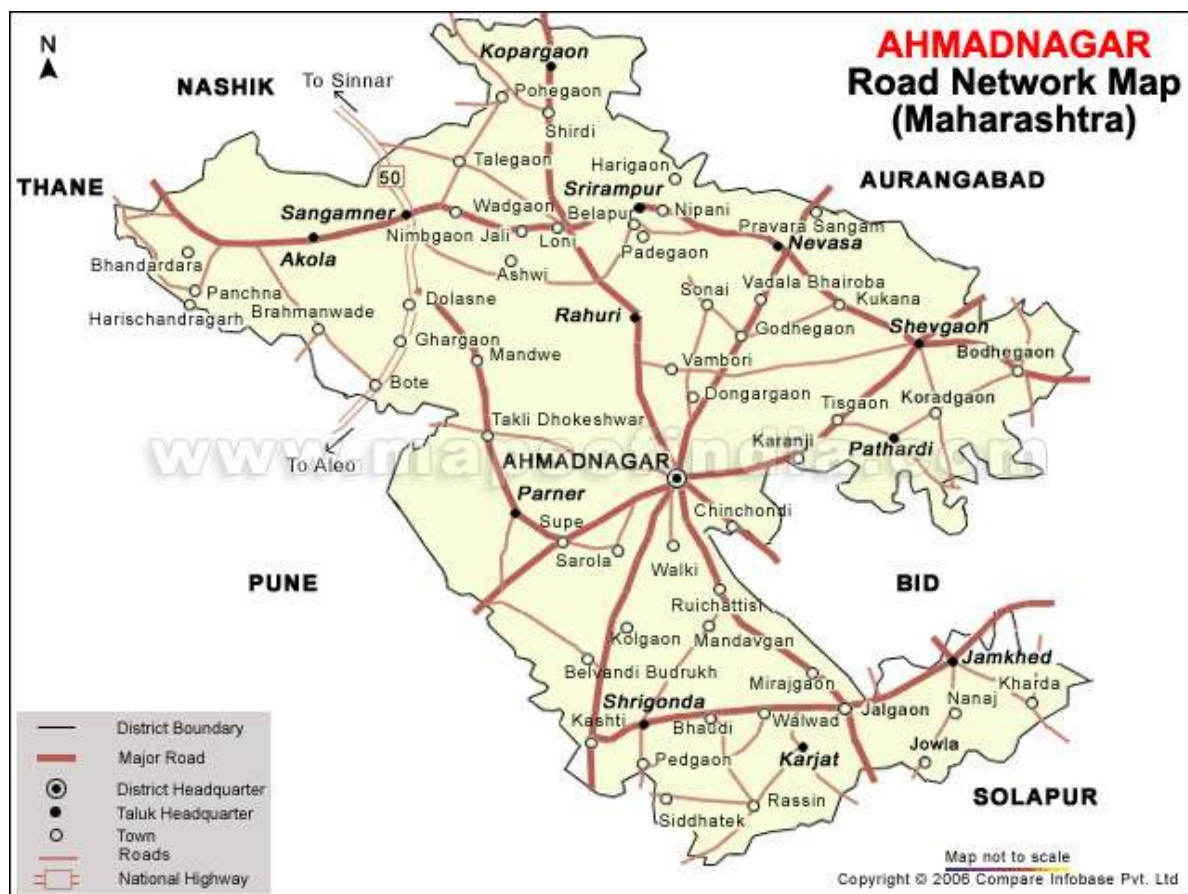 AHMADNAGAR
Road Network Map
(Maharashtra)
N
NASHIK
To Sinnar
THANE
AURANGABAD
50
Kopargaon
Pohegaon
Shirdi
Talegaon
Harigaon
Srirampur
Sangamner
Wadgaon
Belapur
Nipani
Pravara Sangam
Nimbgaon Jali
Loni
Padegaon
Nevasa
Akola
Bhandardara
Ashwi
Panchna
Harischandragarh
Brahmanwade
Dolasne
Sonai
Vadala Bhairoba
Kukana
Rahuri
Godhegaon
Shevgaon
Ghargaon
Mandwe
Vambori
Bodhegaon
Bote
Dongargaon
Tisgaon
Koradgaon
Takli Dhokeshwar
Karanji
Pathardi
www.mapsofindia.com
To Aleo
AHMADNAGAR
Parner
Supe
Chinchondi
Sarola
Walki
PUNE
BID
Ruichattisi
Kolgaon
Mandavgan
Belvandi Budrukh
Mirajgaon
Jamkhed
Shrigonda
Nanaj
Kharda
Kashti
Bhaudi
Walwad
Jalgaon
Pedgaon
Karjat
Jowla
Siddhatek
Rassin
SOLAPUR
District Boundary
Major Road
District Headquarter
Taluk Headquarter
Town
Roads
National Highway
Map not to scale
Copyright © 2006 Compare Infobase Pvt. Ltd